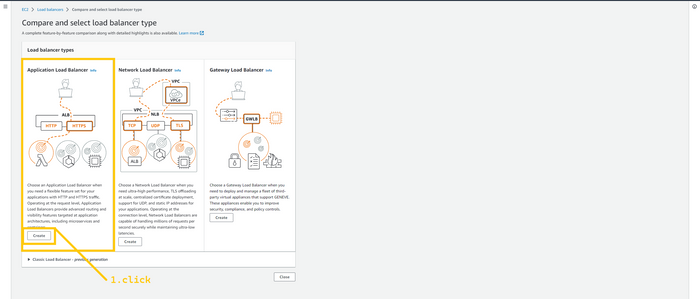 EC2 > Load balancers > Compare and select load balancer type
Compare and select load balancer type
A complete feature-by-feature comparison along with detailed highlights is also available. Learn more
Load balancer types
Application Load Balancer Info
ALB
HTTP
HTTPS
Choose an Application Load Balancer when
you need a flexible feature set for your
applications with HTTP and HTTPS traffic.
Operating at the request level, Application
Load Balancers provide advanced routing and
visibility features targeted at application
architectures, including microservices and
Create
Network Load Balancer Info
VPC
VPCe
VPC
NLB
TCP
UDP
TLS
ALB
Choose a Network Load Balancer when you
need ultra-high performance, TLS offloading
at scale, centralized certificate deployment,
support for UDP, and static IP addresses for
your applications. Operating at the
connection level, Network Load Balancers are
capable of handling millions of requests per
second securely while maintaining ultra-low
latencies.
Create
Gateway Load Balancer Info
GWLB
Choose a Gateway Load Balancer when you
need to deploy and manage a fleet of third-
party virtual appliances that support GENEVE.
These appliances enable you to improve
security, compliance, and policy controls.
Create
Classic Load Balancer - previous generation
Close
1.click